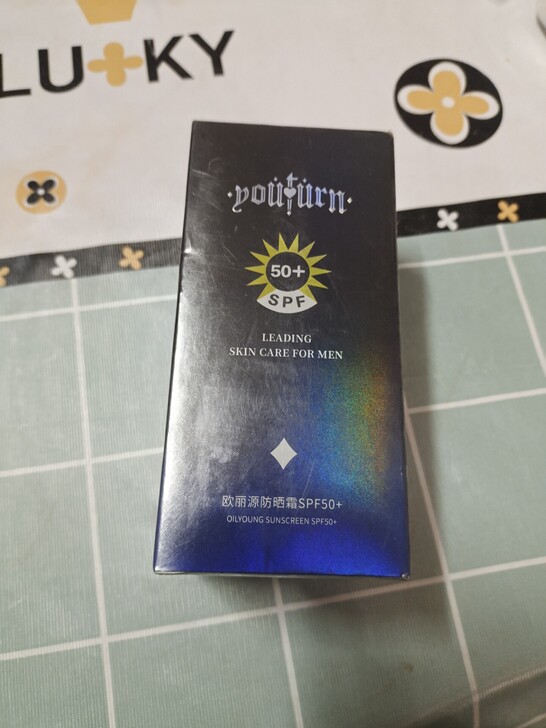 LU KY
·youturn·
50+
SPF
LEADING
SKIN CARE FOR MEN
欧丽源防晒霜SPF50+
OILYOUNG SUNSCREEN SPF50+